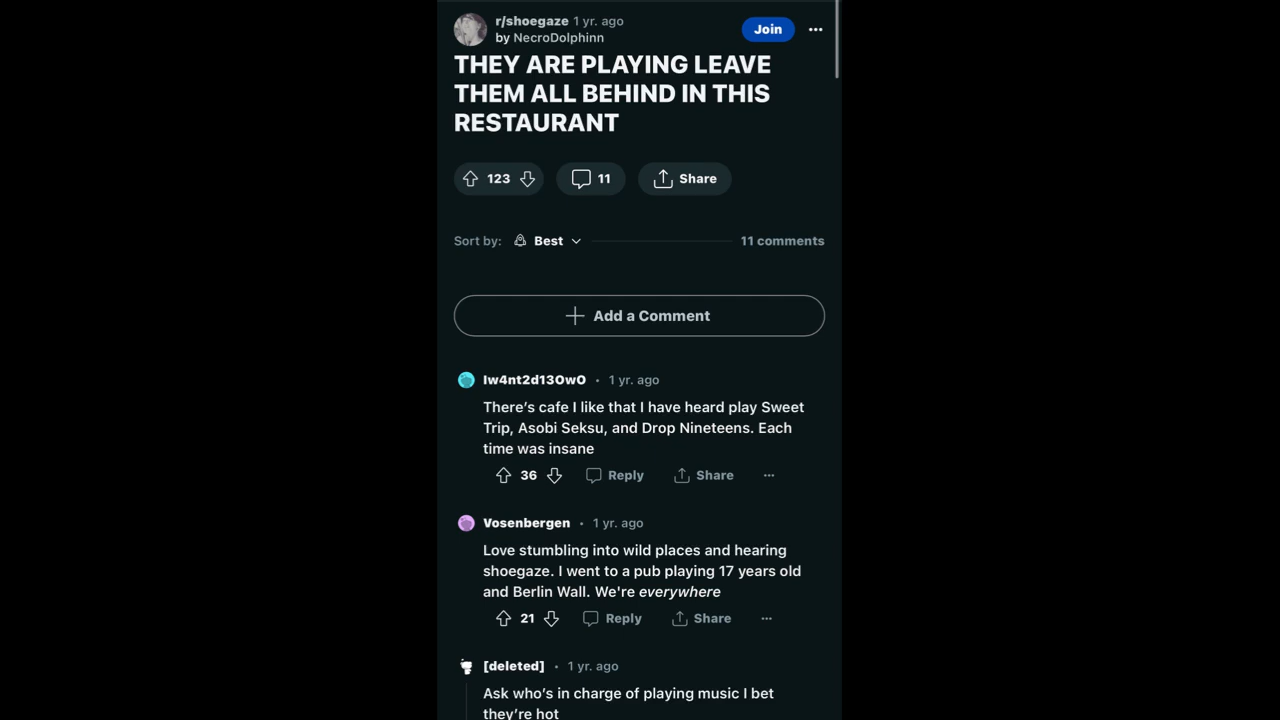 r/shoegaze 1 yr. ago
by NecroDolphinn
Join
THEY ARE PLAYING LEAVE
THEM ALL BEHIND IN THIS
RESTAURANT
123
11
Share
Sort by: Best
11 comments
Add a Comment
Iw4nt2d13OwO • 1 yr. ago
There’s cafe I like that I have heard play Sweet
Trip, Asobi Seksu, and Drop Nineteens. Each
time was insane
36 Reply Share
Vosenbergen • 1 yr. ago
Love stumbling into wild places and hearing
shoegaze. I went to a pub playing 17 years old
and Berlin Wall. We're everywhere
21 Reply Share
[deleted] • 1 yr. ago
Ask who’s in charge of playing music I bet
they’re hot